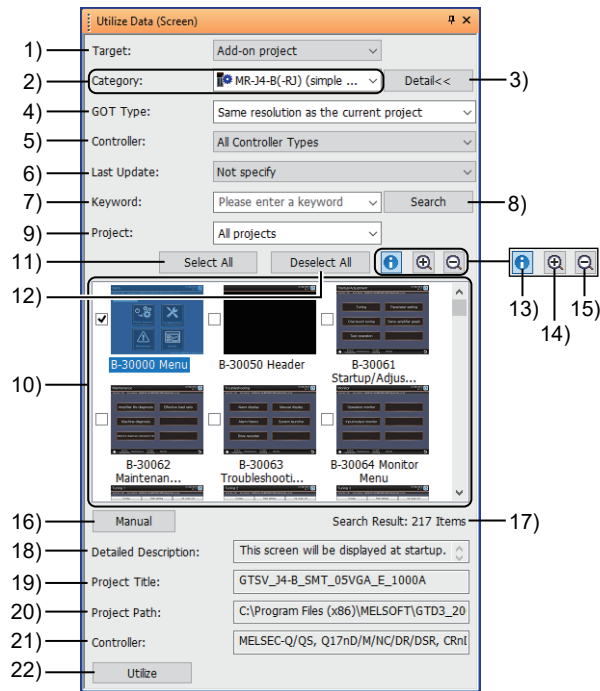 Utilize Data (Screen)
1) Target: Add-on project
2) Category: MR-J4-B(-RJ) (simple ... Detail<< 3)
4) GOT Type: Same resolution as the current project
5) Controller: All Controller Types
6) Last Update: Not specify
7) Keyword: Please enter a keyword Search 8)
9) Project: All projects
11) Select All Deselect All
12) 13) 14) 15)
10)
B-30000 Menu B-30050 Header B-30061 Startup/Adjus...
B-30062 Maintenan... B-30063 Troubleshooti... B-30064 Monitor Menu
16) Manual Search Result: 217 Items 17)
18) Detailed Description: This screen will be displayed at startup.
19) Project Title: GTSV_J4-B_SMT_05VGA_E_1000A
20) Project Path: C:\Program Files (x86)\MELSOFT\GTD3_20
21) Controller: MELSEC-Q/QS, Q17nD/M/NC/DR/DSR, CRnD
22) Utilize